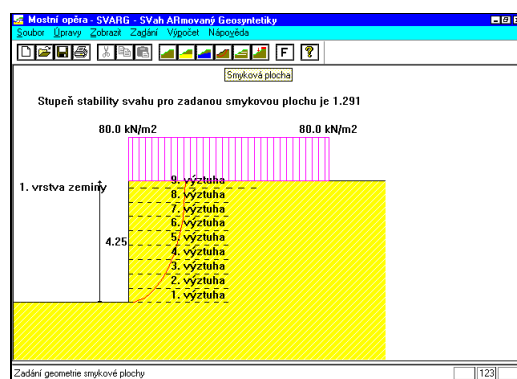 Mostní opěra - SVARG - SVah ARmovaný Geosyntetiky
Soubor Úpravy Zobrazit Zadání Výpočet Nápověda
F ?
Smyková plocha
Stupeň stability svahu pro zadanou smykovou plochu je 1.291
80.0 kN/m2 80.0 kN/m2
9. výztuha
1. vrstva zeminy
8. výztuha
7. výztuha
6. výztuha
5. výztuha
4.25
4. výztuha
3. výztuha
2. výztuha
1. výztuha
Zadání geometrie smykové plochy
123